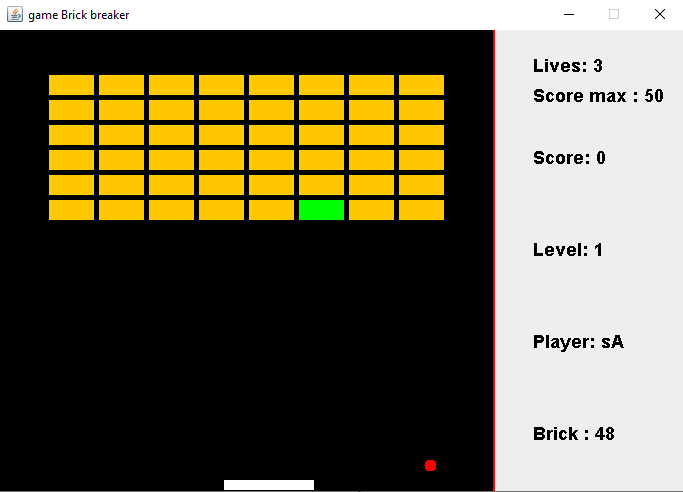 game Brick breaker
Lives: 3
Score max : 50
Score: 0
Level: 1
Player: sA
Brick : 48